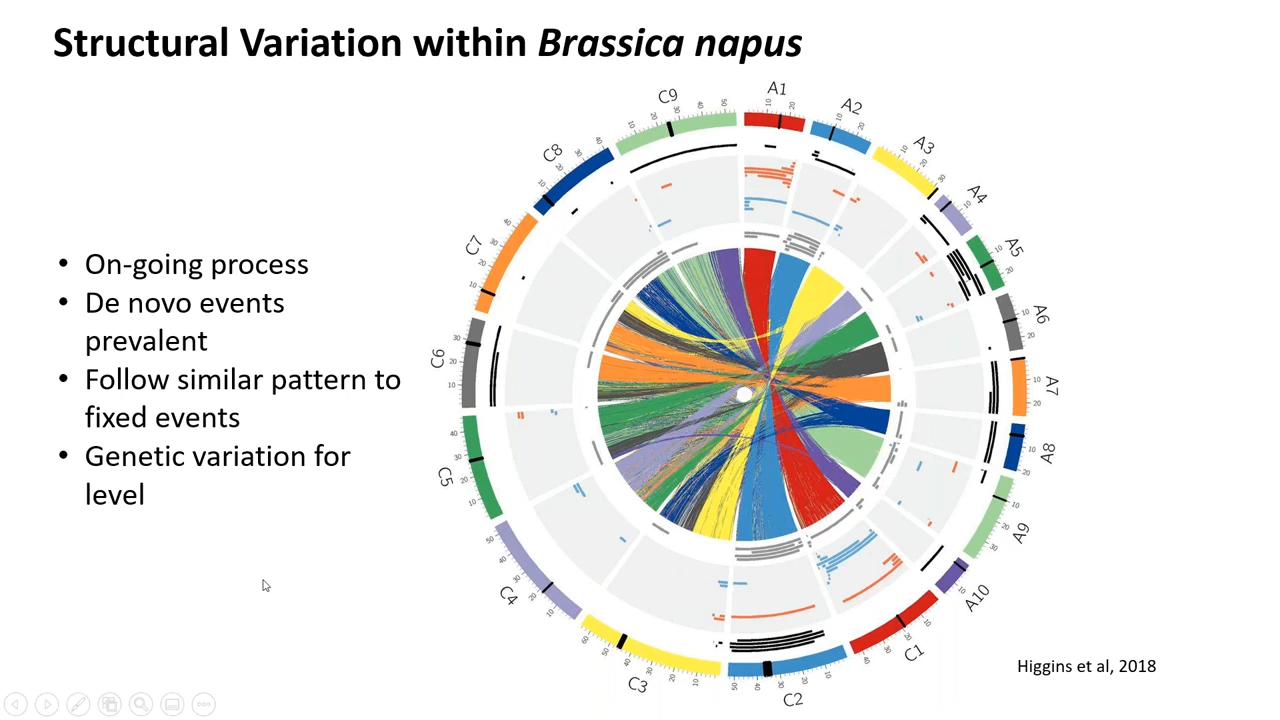 Structural Variation within Brassica napus
• On-going process
• De novo events
prevalent
• Follow similar pattern to
fixed events
• Genetic variation for
level
A1
A2
A3
A4
A5
A6
A7
A8
A9
A10
C1
C2
C3
C4
C5
C6
C7
C8
C9
Higgins et al, 2018